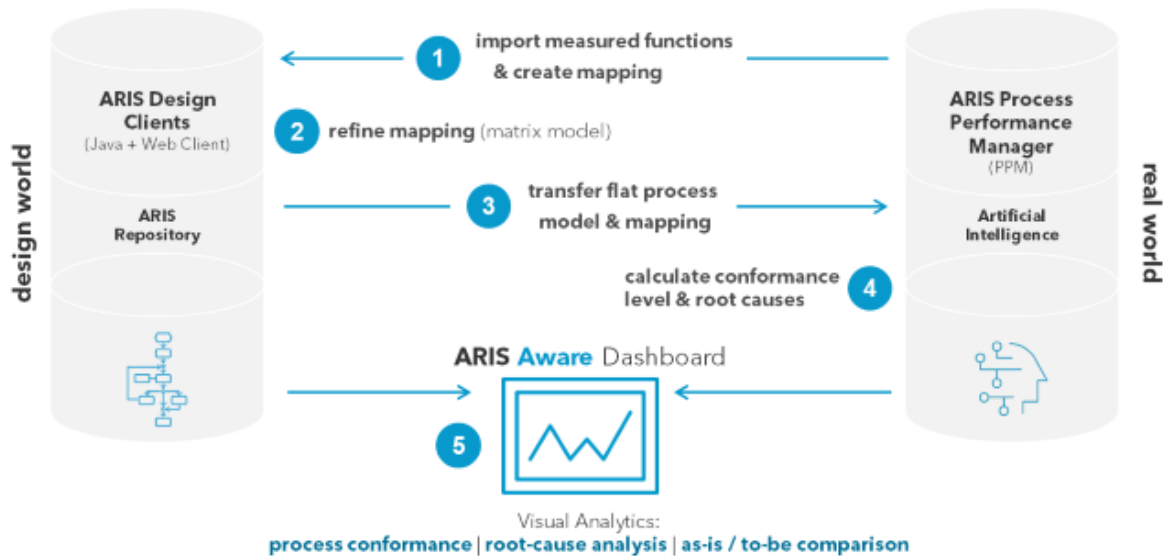 1
import measured functions
& create mapping
ARIS Design
Clients
(Java + Web Client)
ARIS Process
Performance
Manager
(PPM)
2
refine mapping (matrix model)
design world
real world
3
transfer flat process
model & mapping
ARIS
Repository
Artificial
Intelligence
calculate conformance
level & root causes
4
ARIS Aware Dashboard
5
Visual Analytics:
process conformance | root-cause analysis | as-is / to-be comparison